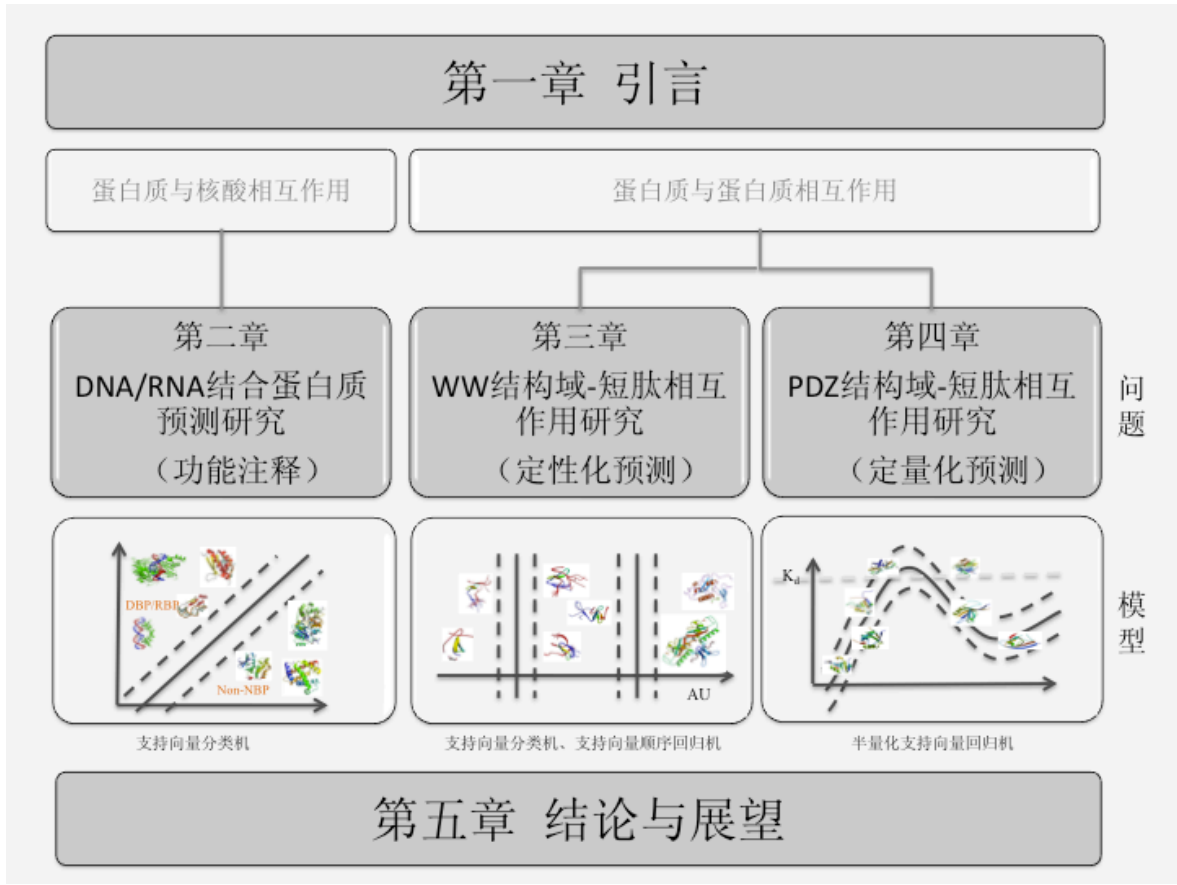 第一章 引言
蛋白质与核酸相互作用
蛋白质与蛋白质相互作用
第二章
DNA/RNA结合蛋白质
预测研究
（功能注释）
第三章
WW结构域-短肽相互
作用研究
（定性化预测）
第四章
PDZ结构域-短肽相互
作用研究
（定量化预测）
问题
DBP/RBP
Non-NBP
AU
Kd
模型
支持向量分类机
支持向量分类机、支持向量顺序回归机
半量化支持向量回归机
第五章 结论与展望